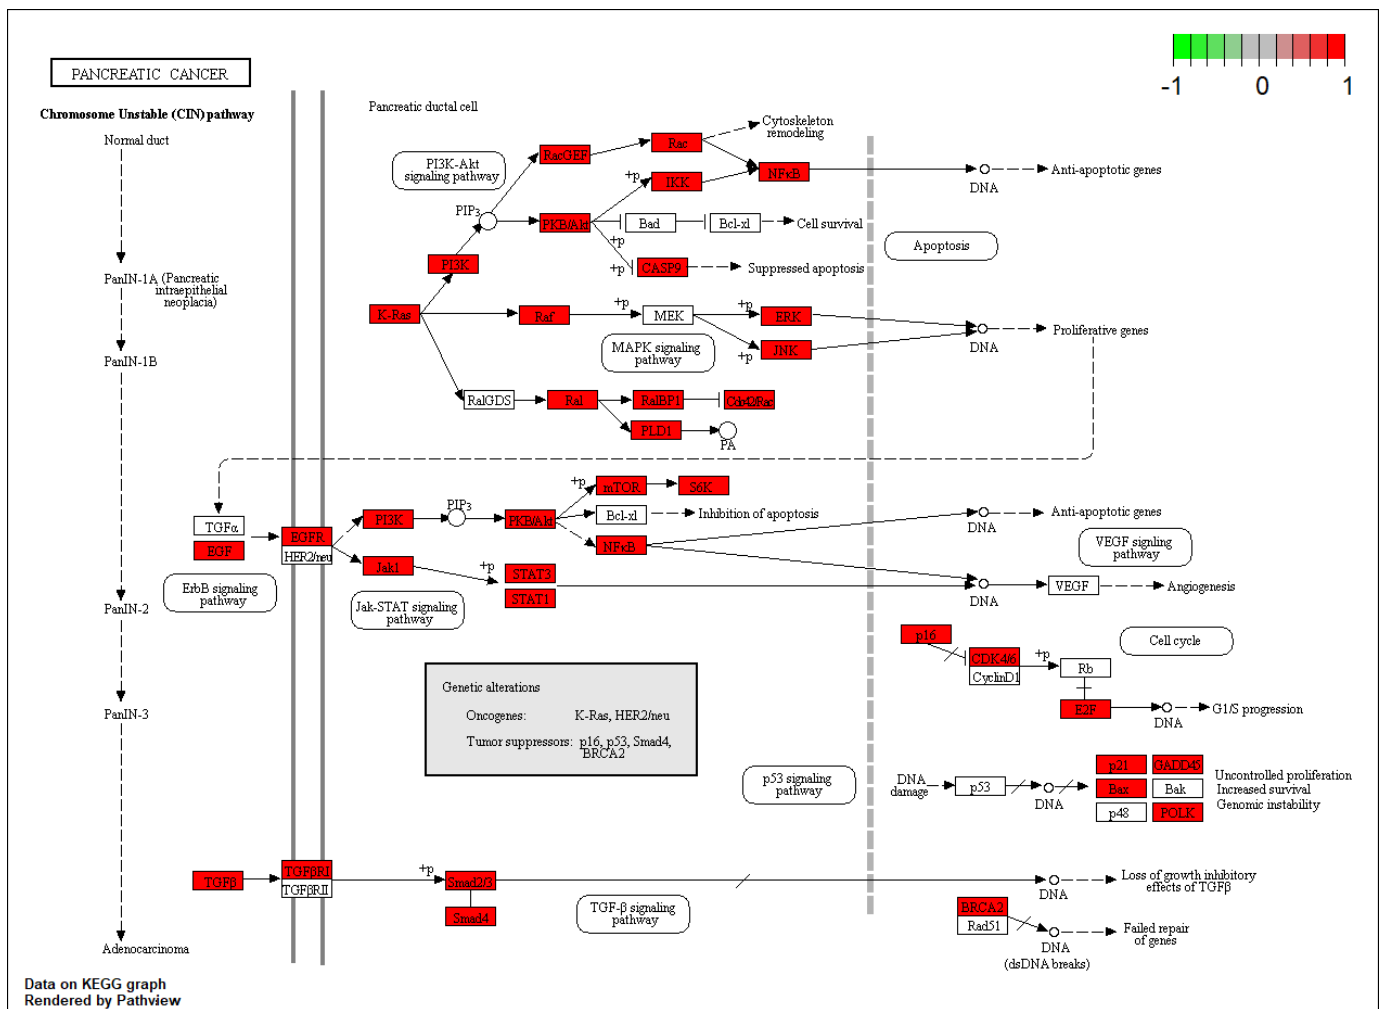 PANCREATIC CANCER
-1
0
1
Chromosome Unstable (CIN) pathway
Pancreatic ductal cell
Normal duct
Cytoskeleton
remodeling
PI3K-Akt
signaling pathway
RacGEF
Rac
NFκB
DNA
Anti-apoptotic genes
+p
IKK
PIP3
PKB/Akt
Bad
Bcl-xl
Cell survival
+p
Apoptosis
+p
CASP9
Suppressed apoptosis
PI3K
PanIN-1A (Pancreatic
intraepithelial
neoplacia)
K-Ras
Raf
+p
MEK
+p
ERK
DNA
Proliferative genes
MAPK signaling
pathway
+p
JNK
PanIN-1B
RalGDS
Ral
RalBP1
Cdc42/Rac
PLD1
PA
+p
mTOR
S6K
TGFα
EGF
EGFR
HER2/neu
PI3K
PIP3
PKB/Akt
Bcl-xl
Inhibition of apoptosis
NFκB
DNA
Anti-apoptotic genes
VEGF signling
pathway
ErbB signaling
pathway
Jak1
+p
STAT3
STAT1
DNA
VEGF
Angiogenesis
Jak-STAT signaling
pathway
PanIN-2
p16
CDK4/6
CyclinD1
+p
Rb
Cell cycle
E2F
DNA
G1/S progression
Genetic alterations
Oncogenes: K-Ras, HER2/neu
Tumor suppressors: p16, p53, Smad4,
BRCA2
PanIN-3
p53 signaling
pathway
DNA
damage
p53
DNA
p21
GADD45
Bax
Bak
p48
POLK
Uncontrolled proliferation
Increased survival
Genomic instability
TGFβ
TGFβRI
TGFβRII
+p
Smad2/3
Smad4
TGF-β signaling
pathway
DNA
Loss of growth inhibitory
effects of TGFβ
BRCA2
Rad51
DNA
(dsDNA breaks)
Failed repair
of genes
Adenocarcinoma
Data on KEGG graph
Rendered by Pathview